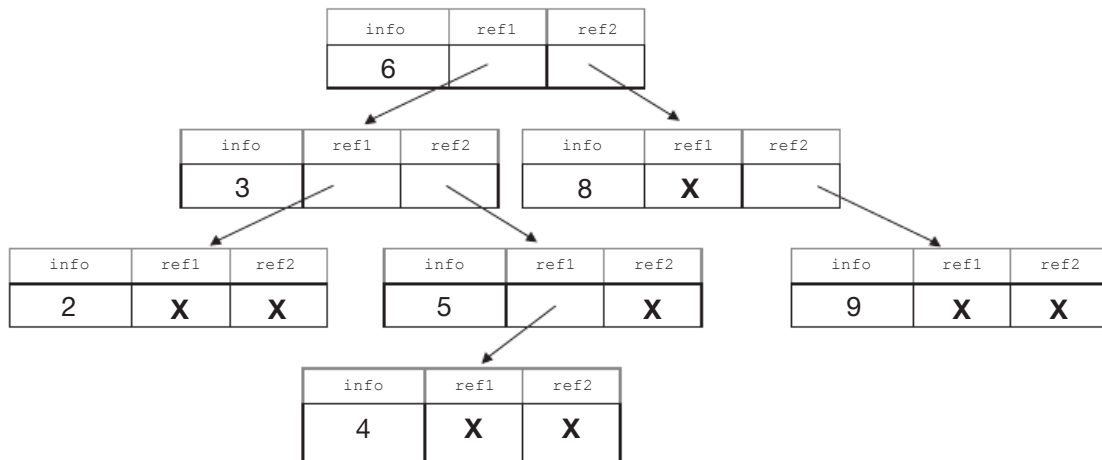 info ref1 ref2
6
info ref1 ref2 info ref1 ref2
3 8 X
info ref1 ref2 info ref1 ref2 info ref1 ref2
2 X X 5 X 9 X X
info ref1 ref2
4 X X